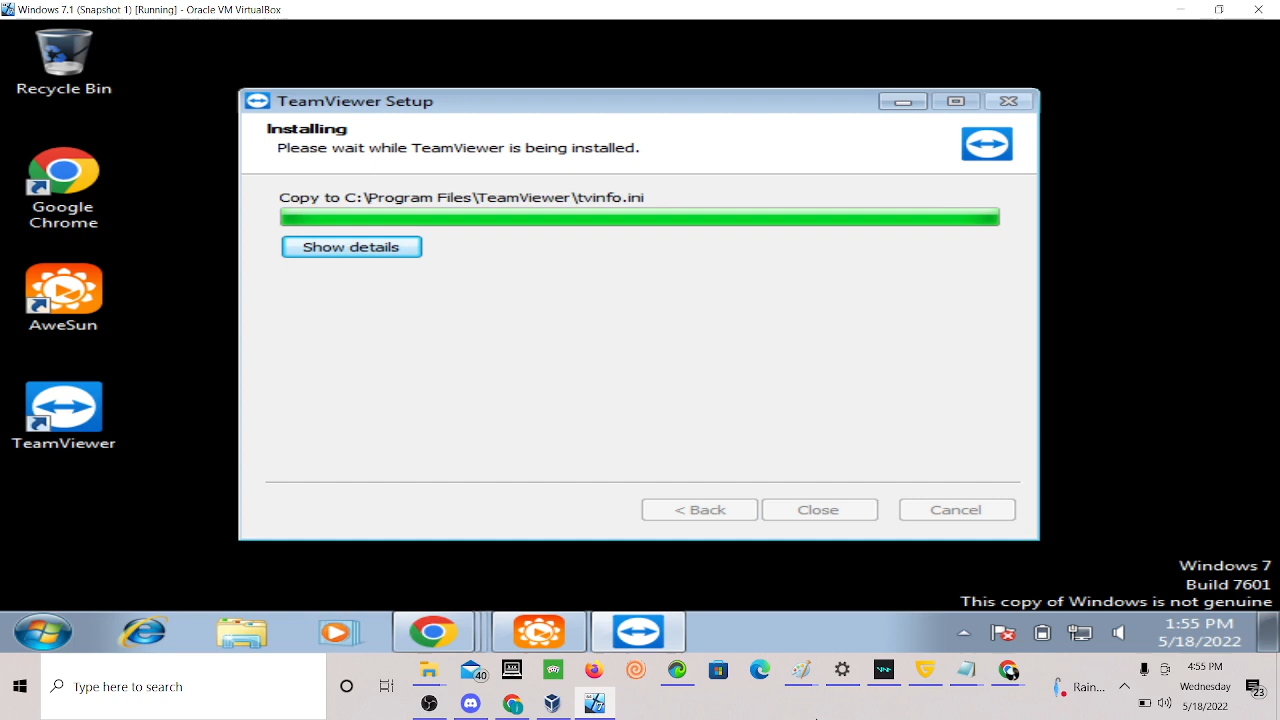 Windows 7.1 (Snapshot 1) [Running] - Oracle VM VirtualBox
Recycle Bin
Google
Chrome
AweSun
TeamViewer
TeamViewer Setup
Installing
Please wait while TeamViewer is being installed.
Copy to C:\Program Files\TeamViewer\tvinfo.ini
Show details
< Back
Close
Cancel
Windows 7
Build 7601
This copy of Windows is not genuine
1:55 PM
5/18/2022
Type here to search
40
Rain...
4:55 PM
Wednesday
5/18/2022
23